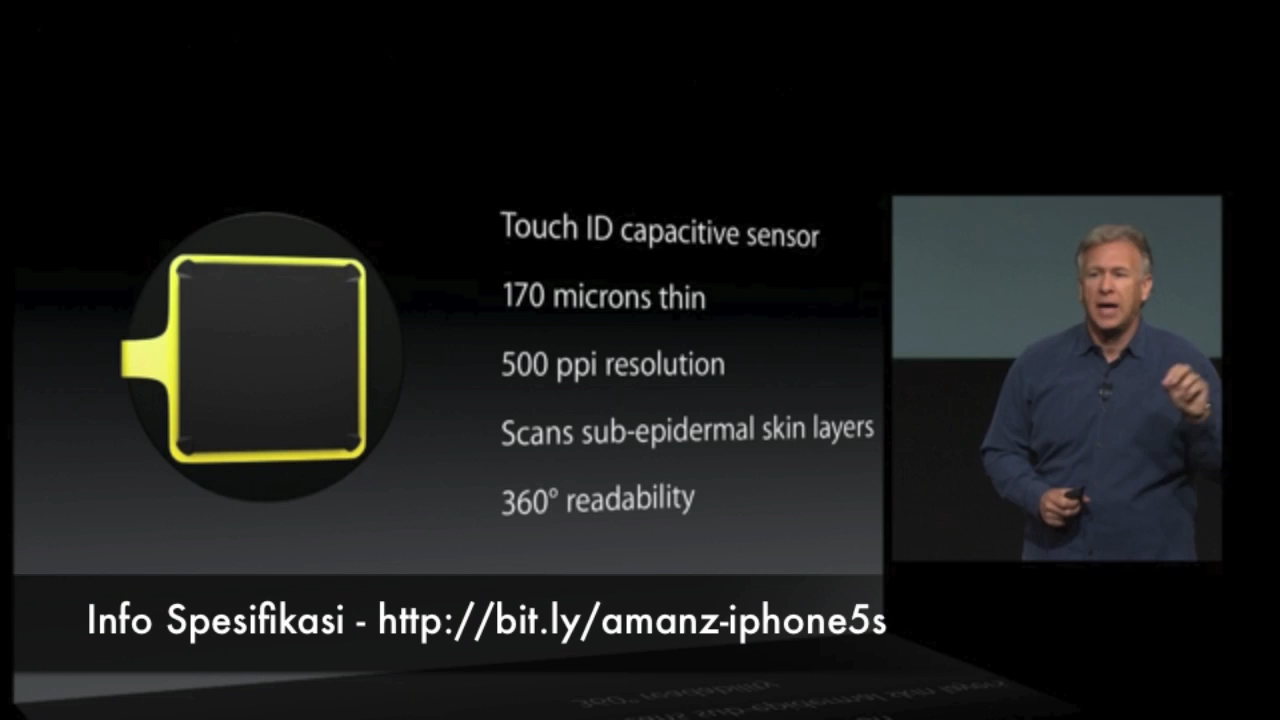 Touch ID capacitive sensor
170 microns thin
500 ppi resolution
Scans sub-epidermal skin layers
360° readability
Info Spesifikasi - http://bit.ly/amanz-iphone5s